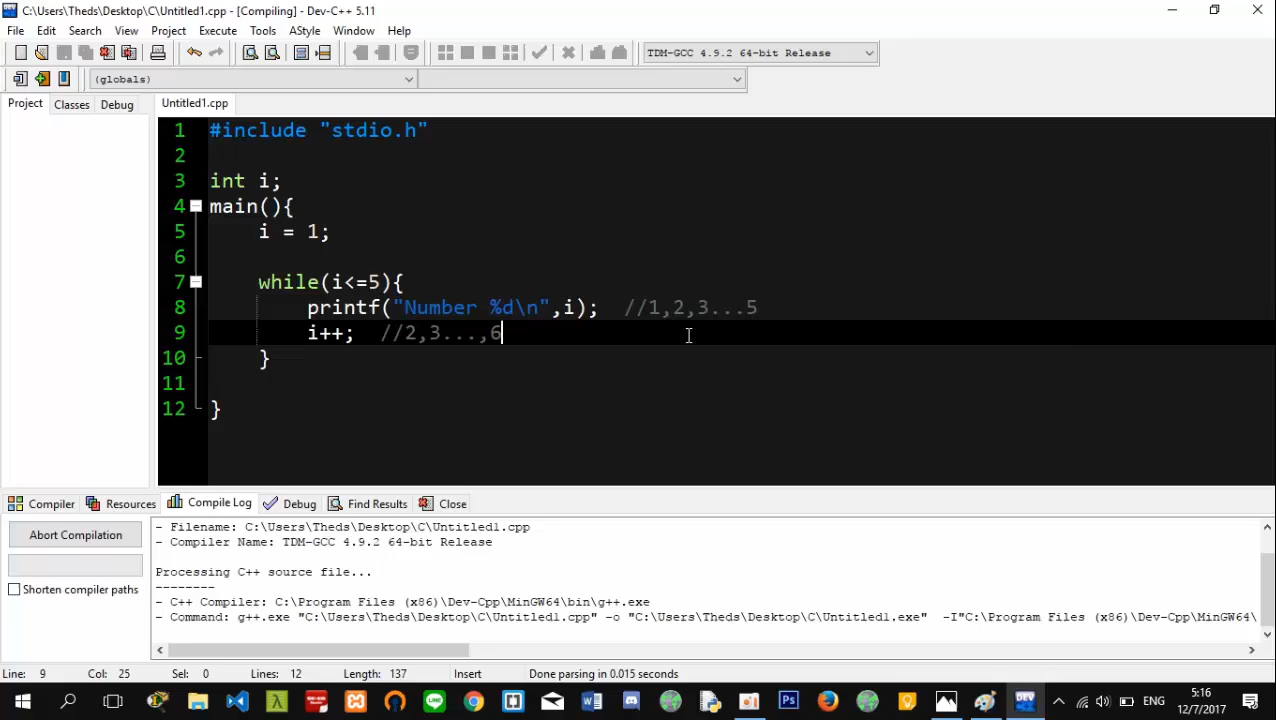 C:\Users\Theds\Desktop\C\Untitled1.cpp - [Compiling] - Dev-C++ 5.11
File Edit Search View Project Execute Tools AStyle Window Help
TDM-GCC 4.9.2 64-bit Release
(globals)
Project Classes Debug Untitled1.cpp
1 #include "stdio.h"
2
3 int i;
4 main(){
5 i = 1;
6
7 while(i<=5){
8 printf("Number %d\n",i); //1,2,3...5
9 i++; //2,3...,6
10 }
11
12 }
Compiler Resources Compile Log Debug Find Results Close
Abort Compilation
Shorten compiler paths
- Filename: C:\Users\Theds\Desktop\C\Untitled1.cpp
- Compiler Name: TDM-GCC 4.9.2 64-bit Release
Processing C++ source file...
--------
- C++ Compiler: C:\Program Files (x86)\Dev-Cpp\MinGW64\bin\g++.exe
- Command: g++.exe "C:\Users\Theds\Desktop\C\Untitled1.cpp" -o "C:\Users\Theds\Desktop\C\Untitled1.exe" -I"C:\Program Files (x86)\Dev-Cpp\MinGW64\
Line: 9 Col: 25 Sel: 0 Lines: 12 Length: 137 Insert Done parsing in 0.015 seconds
ENG
5:16
12/7/2017